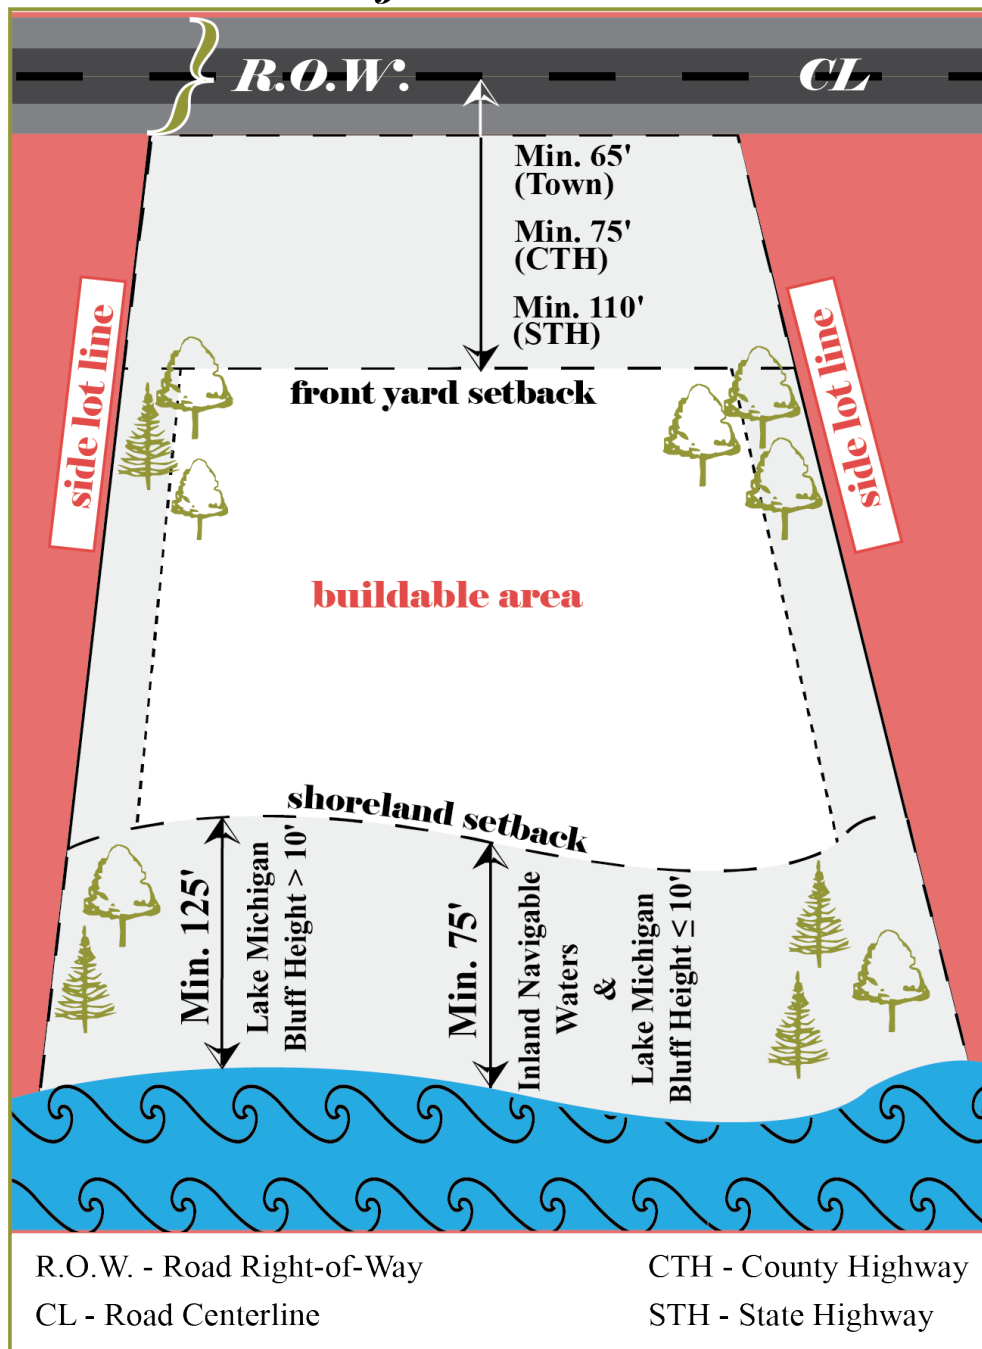 R.O.W.
CL
Min. 65'
(Town)
Min. 75'
(CTH)
Min. 110'
(STH)
front yard setback
side lot line
side lot line
buildable area
shoreland setback
Min. 125'
Lake Michigan
Bluff Height > 10'
Min. 75'
Inland Navigable
Waters
&
Lake Michigan
Bluff Height ≤ 10'
R.O.W. - Road Right-of-Way
CL - Road Centerline
CTH - County Highway
STH - State Highway